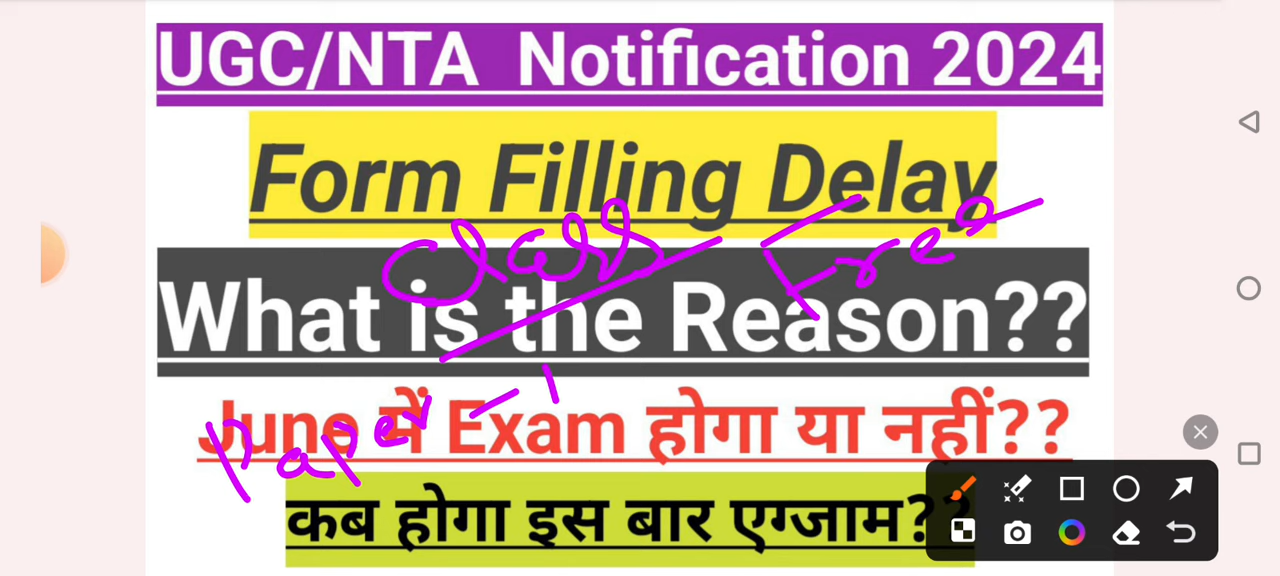 UGC/NTA Notification 2024
Form Filling Delay
Class Free
What is the Reason??
Paper - 1
June में Exam होगा या नहीं??
कब होगा इस बार एग्जाम??